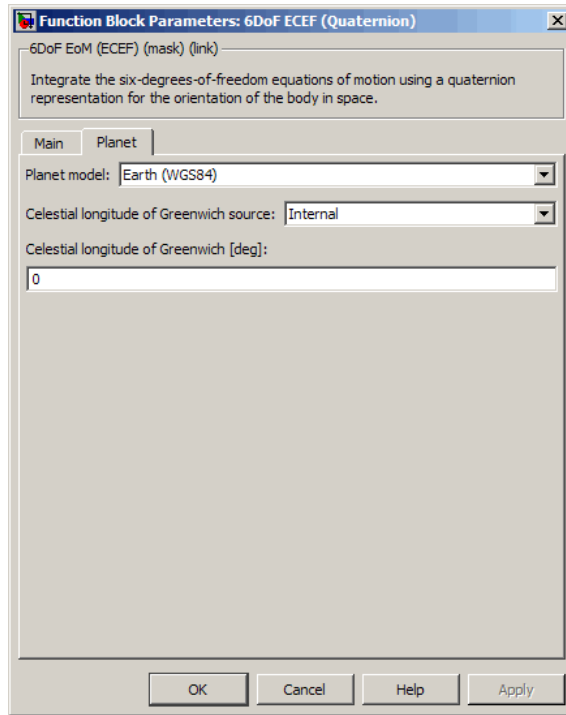 Function Block Parameters: 6DoF ECEF (Quaternion)
6DoF EoM (ECEF) (mask) (link)
Integrate the six-degrees-of-freedom equations of motion using a quaternion
representation for the orientation of the body in space.
Main Planet
Planet model: Earth (WGS84)
Celestial longitude of Greenwich source: Internal
Celestial longitude of Greenwich [deg]:
0
OK Cancel Help Apply